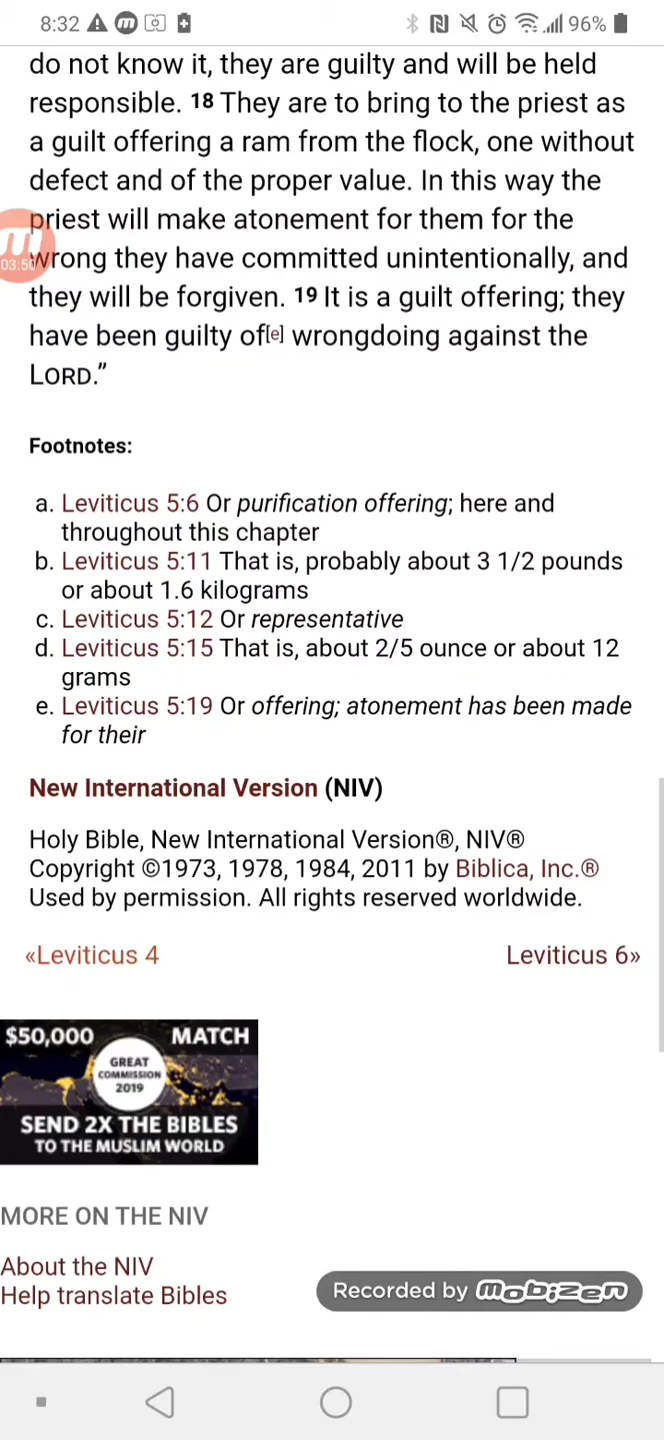 8:32
96%
do not know it, they are guilty and will be held
responsible. 18 They are to bring to the priest as
a guilt offering a ram from the flock, one without
defect and of the proper value. In this way the
priest will make atonement for them for the
03:50
wrong they have committed unintentionally, and
they will be forgiven. 19 It is a guilt offering; they
have been guilty of[e] wrongdoing against the
LORD.”
Footnotes:
a. Leviticus 5:6 Or purification offering; here and
throughout this chapter
b. Leviticus 5:11 That is, probably about 3 1/2 pounds
or about 1.6 kilograms
c. Leviticus 5:12 Or representative
d. Leviticus 5:15 That is, about 2/5 ounce or about 12
grams
e. Leviticus 5:19 Or offering; atonement has been made
for their
New International Version (NIV)
Holy Bible, New International Version®, NIV®
Copyright ©1973, 1978, 1984, 2011 by Biblica, Inc.®
Used by permission. All rights reserved worldwide.
«Leviticus 4 Leviticus 6»
$50,000 MATCH
GREAT
COMMISSION
2019
SEND 2X THE BIBLES
TO THE MUSLIM WORLD
MORE ON THE NIV
About the NIV
Help translate Bibles
Recorded by mobizen